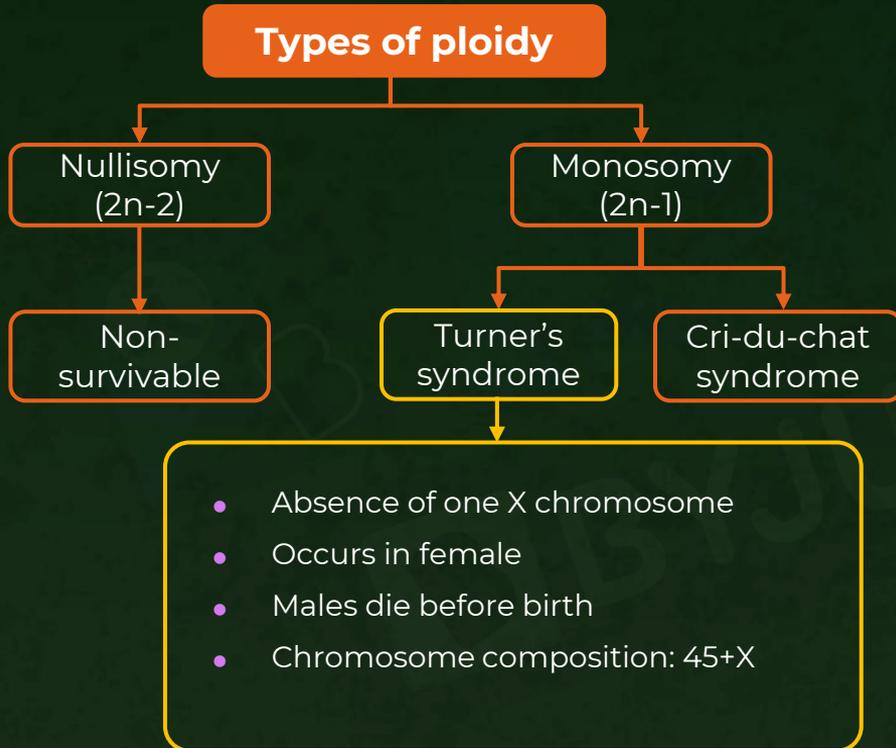 Types of ploidy
Nullisomy
(2n-2)
Monosomy
(2n-1)
Non-
survivable
Turner’s
syndrome
Cri-du-chat
syndrome
Absence of one X chromosome
Occurs in female
Males die before birth
Chromosome composition: 45+X